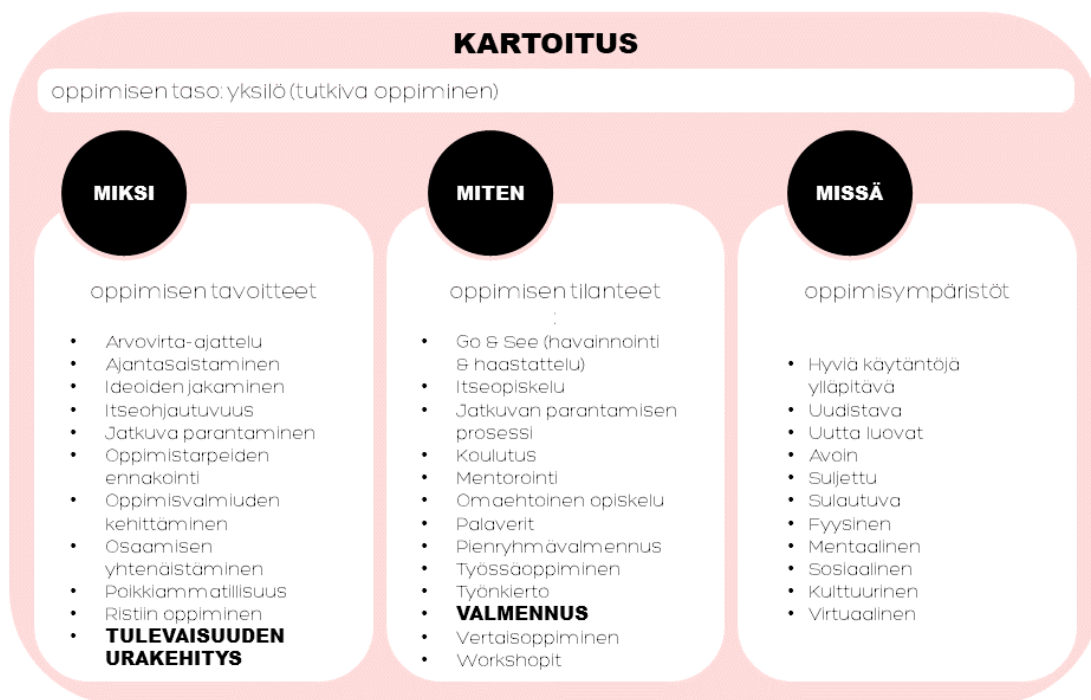 KARTOITUS
oppimisen taso: yksilö (tutkiva oppiminen)
MIKSI
oppimisen tavoitteet
• Arvovirta-ajattelu
• Ajantasaistaminen
• Ideoiden jakaminen
• Itseohjautuvuus
• Jatkuva parantaminen
• Oppimistarpeiden
ennakointi
• Oppimisvalmiuden
kehittäminen
• Osaamisen
yhtenäistäminen
• Poikkiammatillisuus
• Ristiin oppiminen
• TULEVAISUUDEN
URAKEHITYS
MITEN
oppimisen tilanteet
:
• Go & See (havainnointi
& haastattelu)
• Itseopiskelu
• Jatkuvan parantamisen
prosessi
• Koulutus
• Mentorointi
• Omaehtoinen opiskelu
• Palaverit
• Pienryhmävalmennus
• Työssäoppiminen
• Työnkierto
• VALMENNUS
• Vertaisoppiminen
• Workshopit
MISSÄ
oppimisympäristöt
• Hyviä käytäntöjä
ylläpitävä
• Uudistava
• Uutta luovat
• Avoin
• Suljettu
• Sulautuva
• Fyysinen
• Mentaalinen
• Sosiaalinen
• Kulttuurinen
• Virtuaalinen